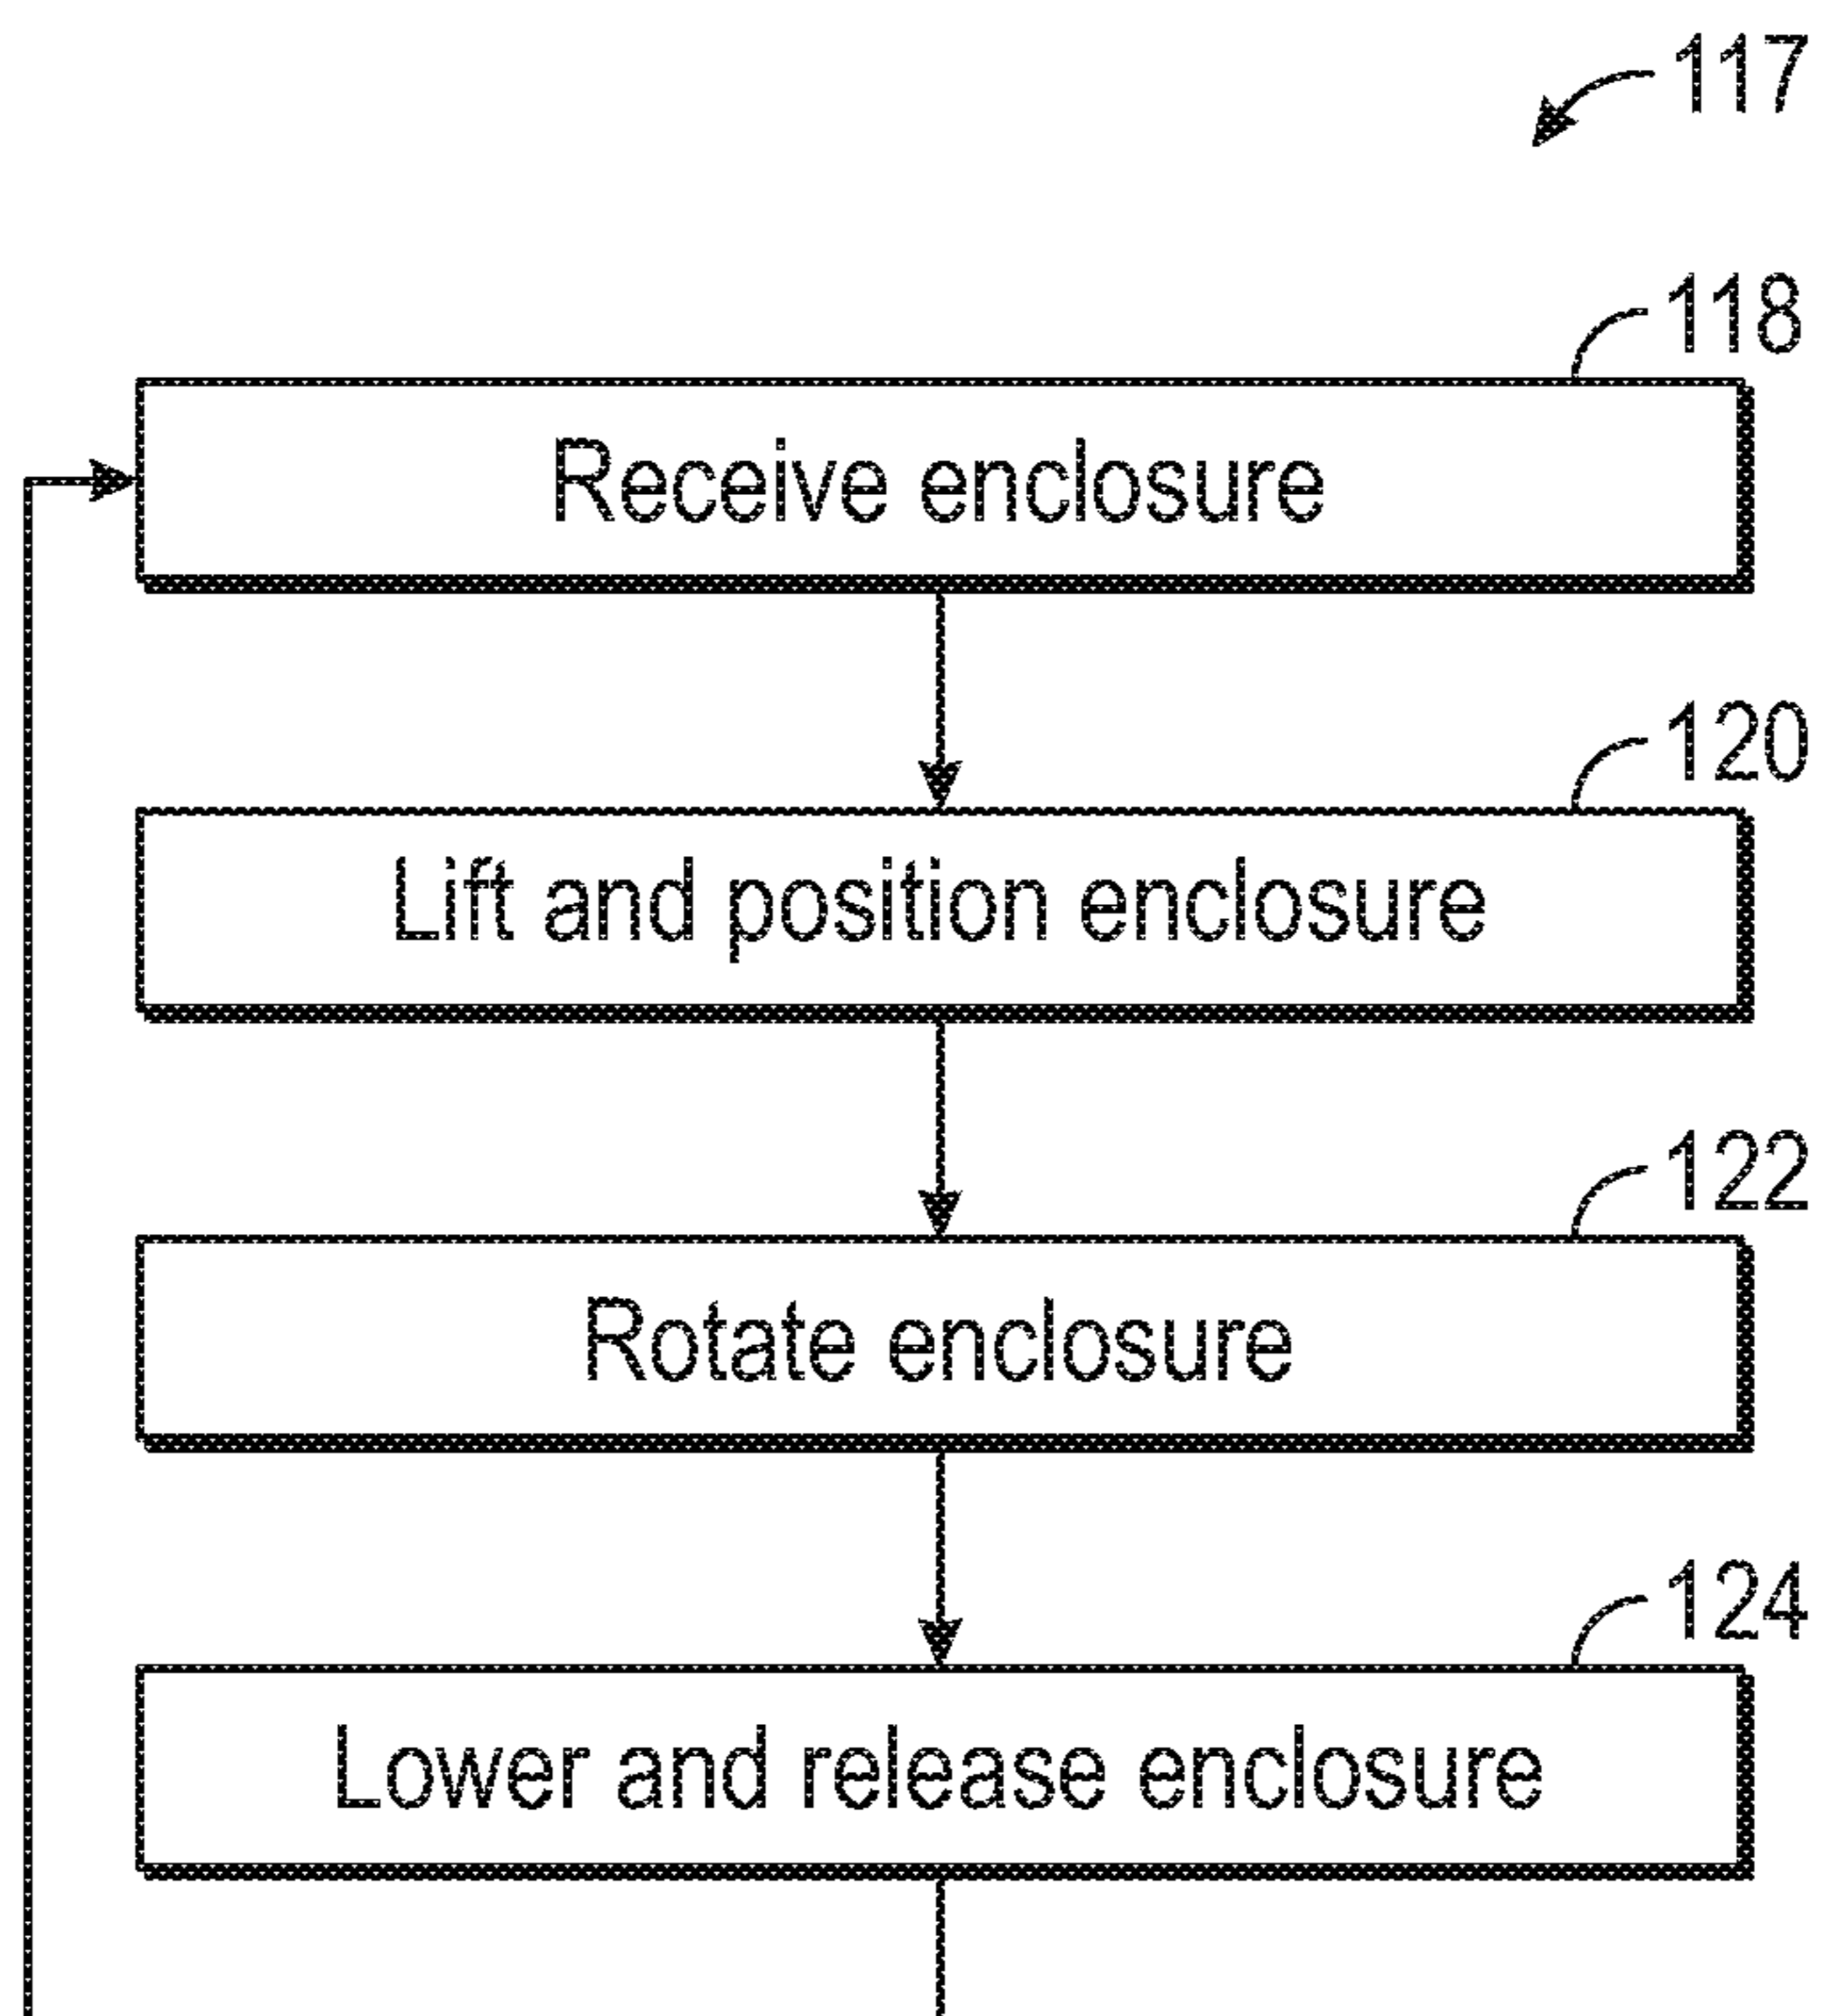 117
118
Receive enclosure
120
Lift and position enclosure
122
Rotate enclosure
124
Lower and release enclosure